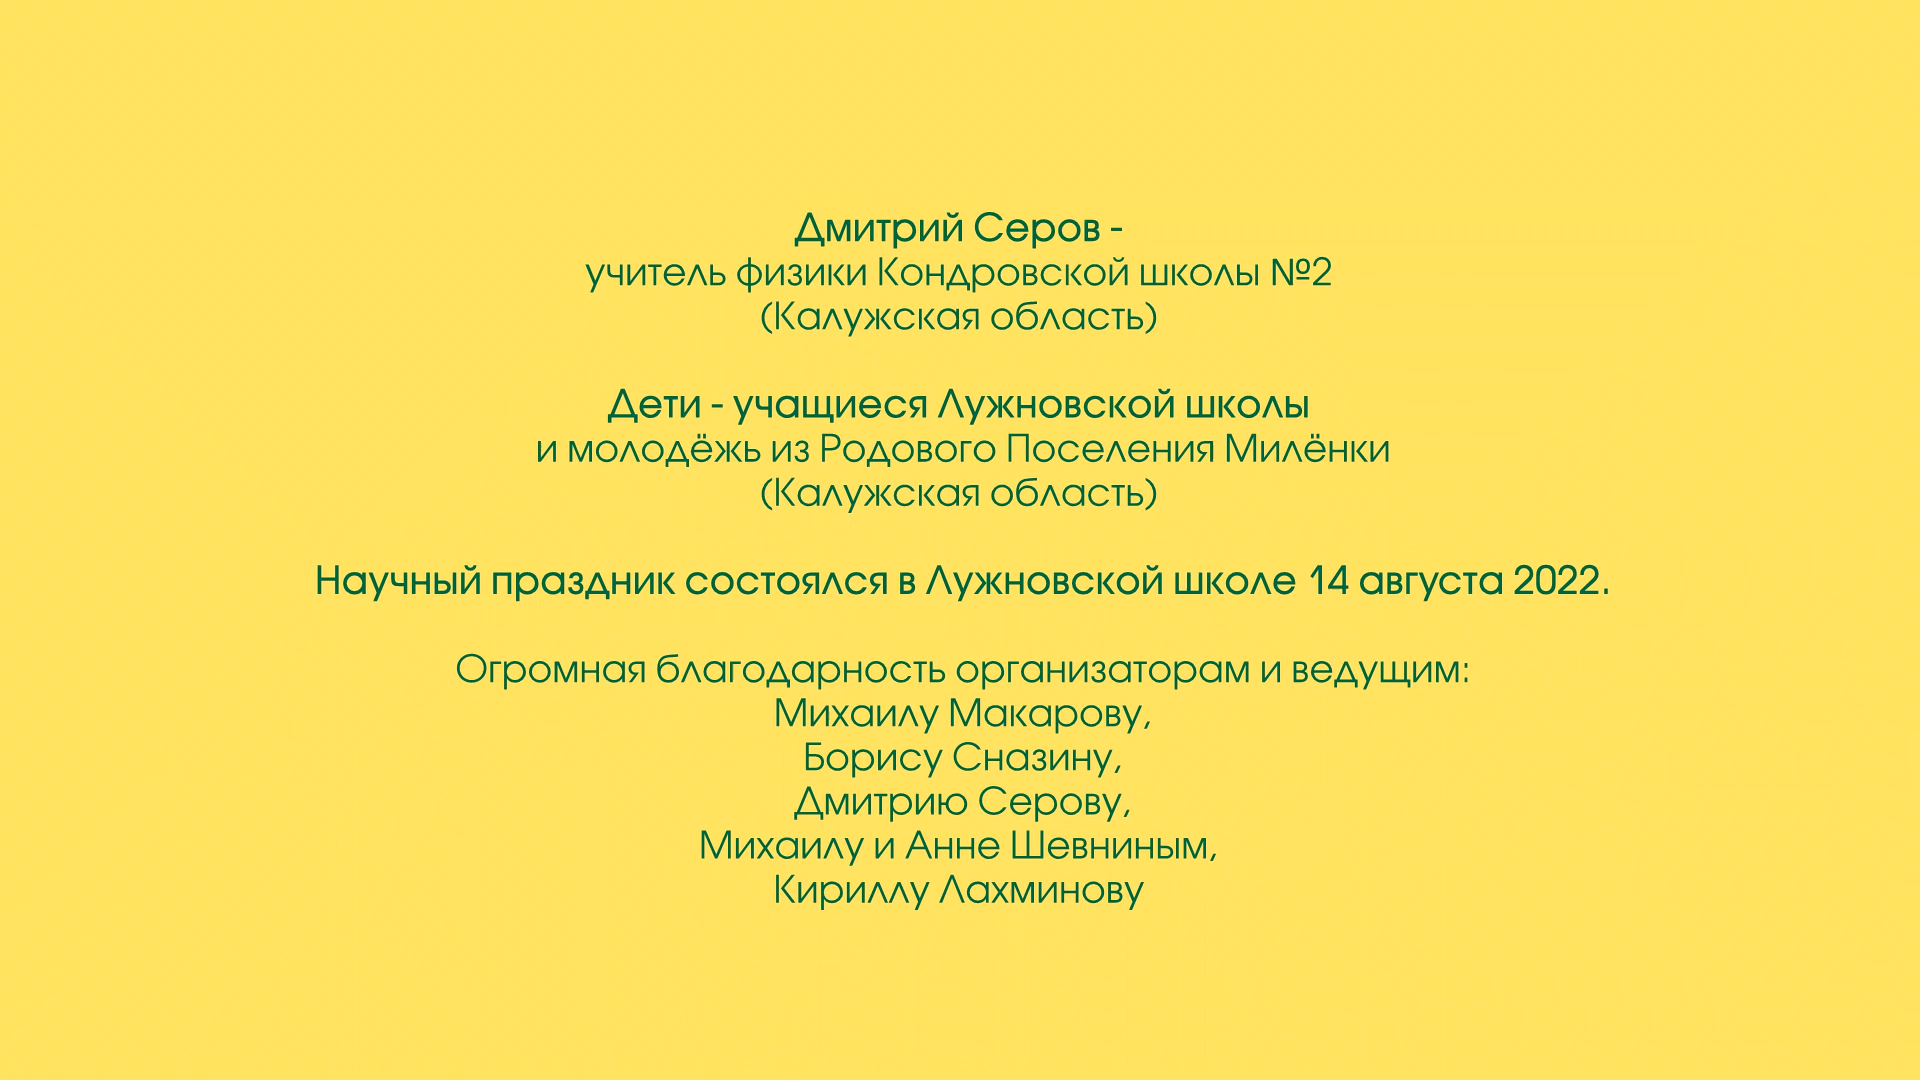 Дмитрий Серов -
учитель физики Кондровской школы №2
(Калужская область)
Дети - учащиеся Лужновской школы
и молодёжь из Родового Поселения Милёнки
(Калужская область)
Научный праздник состоялся в Лужновской школе 14 августа 2022.
Огромная благодарность организаторам и ведущим:
Михаилу Макарову,
Борису Сназину,
Дмитрию Серову,
Михаилу и Анне Шевниным,
Кириллу Лахминову